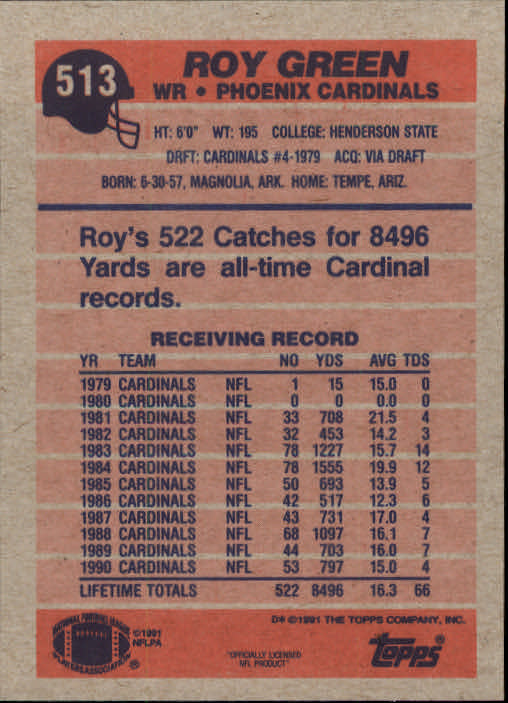 513
ROY GREEN
WR • PHOENIX CARDINALS
HT: 6'0" WT: 195 COLLEGE: HENDERSON STATE
DRFT: CARDINALS #4-1979 ACQ: VIA DRAFT
BORN: 6-30-57, MAGNOLIA, ARK. HOME: TEMPE, ARIZ.
Roy's 522 Catches for 8496
Yards are all-time Cardinal
records.
RECEIVING RECORD
YR TEAM NO YDS AVG TDS
1979 CARDINALS NFL 1 15 15.0 0
1980 CARDINALS NFL 0 0 0.0 0
1981 CARDINALS NFL 33 708 21.5 4
1982 CARDINALS NFL 32 453 14.2 3
1983 CARDINALS NFL 78 1227 15.7 14
1984 CARDINALS NFL 78 1555 19.9 12
1985 CARDINALS NFL 50 693 13.9 5
1986 CARDINALS NFL 42 517 12.3 6
1987 CARDINALS NFL 43 731 17.0 4
1988 CARDINALS NFL 68 1097 16.1 7
1989 CARDINALS NFL 44 703 16.0 7
1990 CARDINALS NFL 53 797 15.0 4
LIFETIME TOTALS 522 8496 16.3 66
D* ©1991 THE TOPPS COMPANY, INC.
NATIONAL FOOTBALL LEAGUE
PLAYERS ASSOCIATION
®
©1991
NFLPA
"OFFICIALLY LICENSED
NFL PRODUCT"
topps®